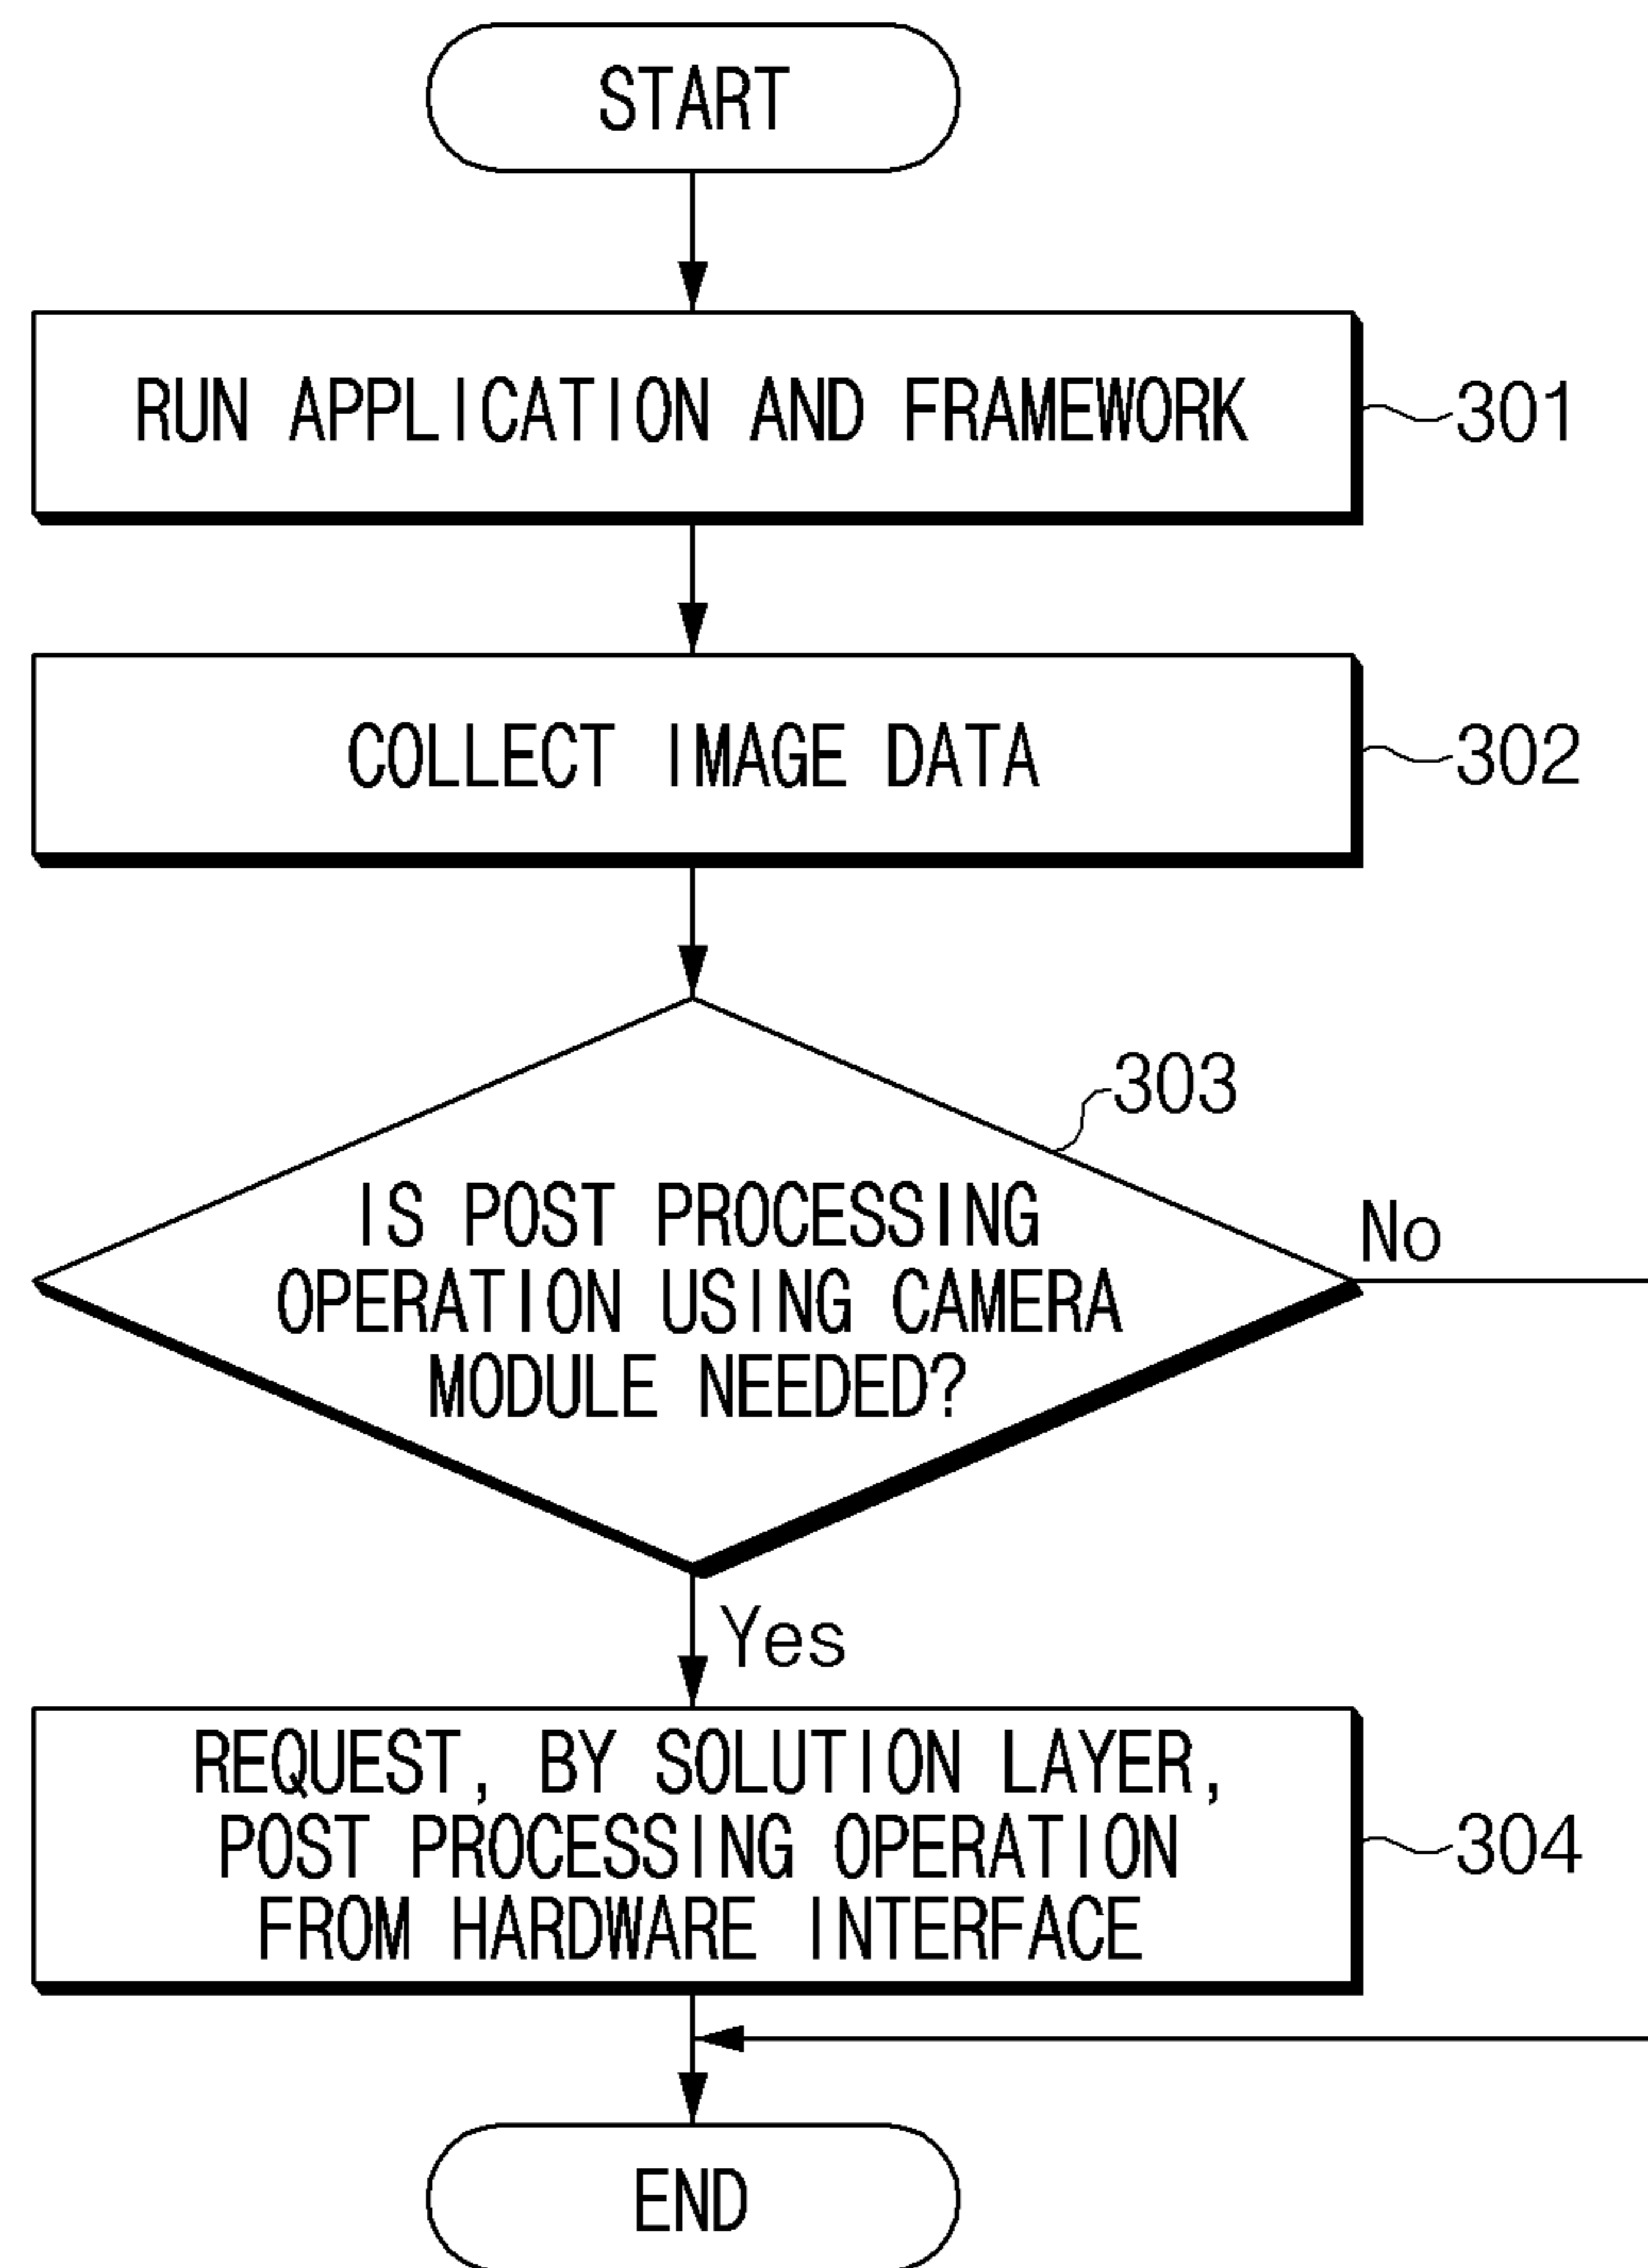 START
RUN APPLICATION AND FRAMEWORK
301
COLLECT IMAGE DATA
302
303
IS POST PROCESSING
OPERATION USING CAMERA
MODULE NEEDED?
No
Yes
REQUEST, BY SOLUTION LAYER,
POST PROCESSING OPERATION
FROM HARDWARE INTERFACE
304
END